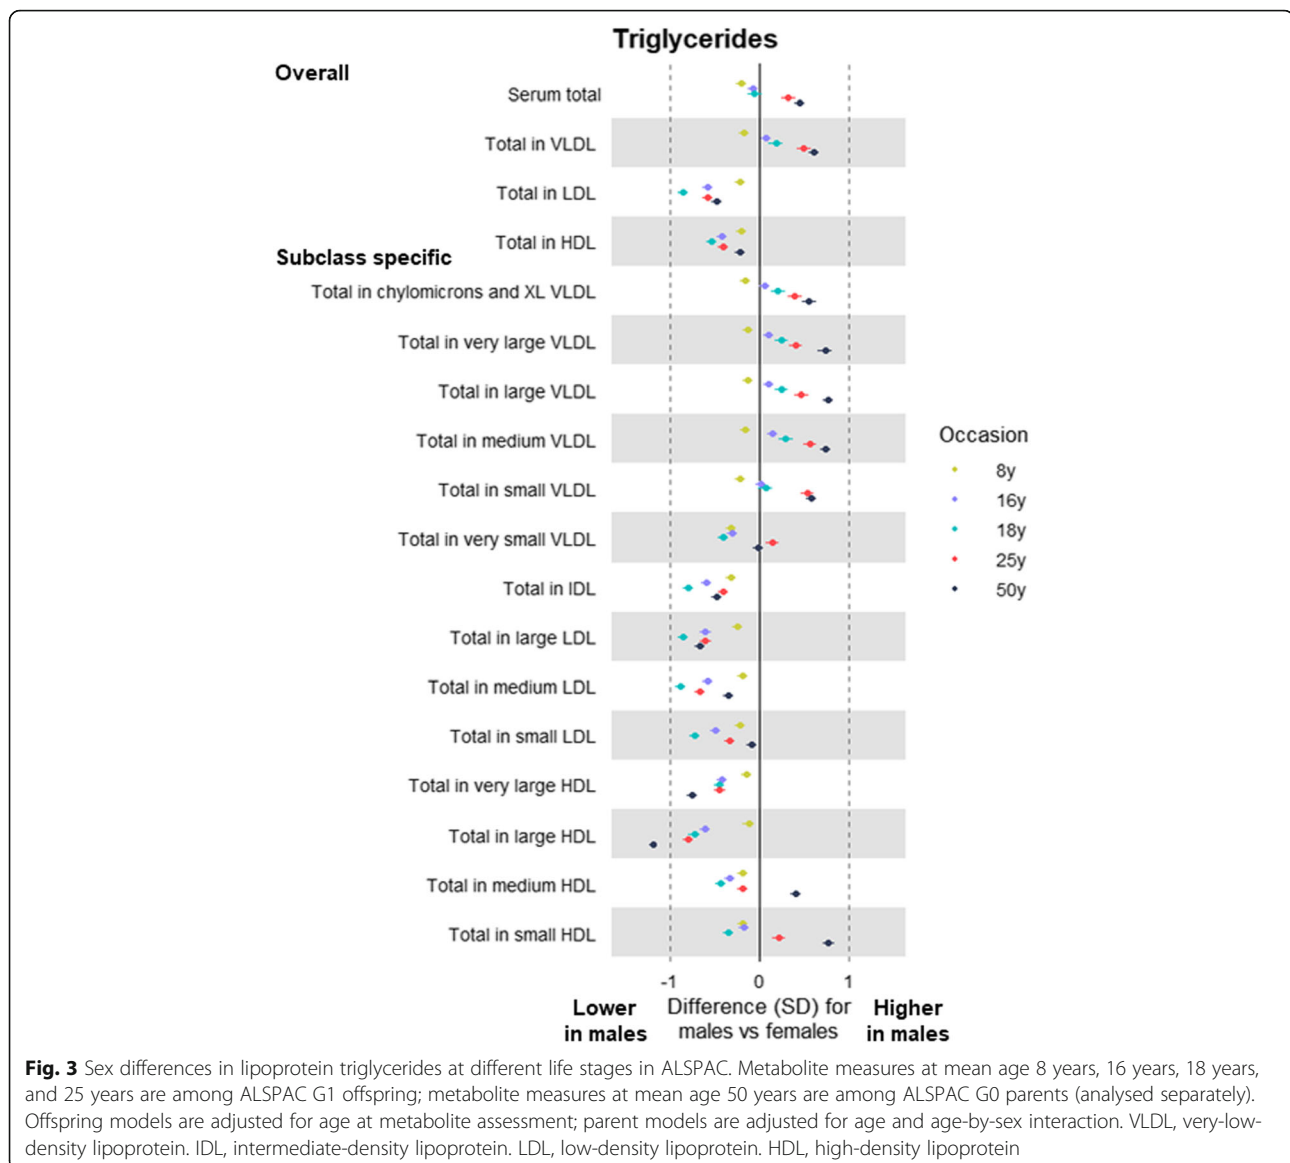 Triglycerides
Overall
Serum total
Total in VLDL
Total in LDL
Total in HDL
Subclass specific
Total in chylomicrons and XL VLDL
Total in very large VLDL
Total in large VLDL
Total in medium VLDL
Total in small VLDL
Total in very small VLDL
Total in IDL
Total in large LDL
Total in medium LDL
Total in small LDL
Total in very large HDL
Total in large HDL
Total in medium HDL
Total in small HDL
Occasion
8y
16y
18y
25y
50y
-1 0 1
Lower in males
Difference (SD) for males vs females
Higher in males
Fig. 3 Sex differences in lipoprotein triglycerides at different life stages in ALSPAC. Metabolite measures at mean age 8 years, 16 years, 18 years,
and 25 years are among ALSPAC G1 offspring; metabolite measures at mean age 50 years are among ALSPAC G0 parents (analysed separately).
Offspring models are adjusted for age at metabolite assessment; parent models are adjusted for age and age-by-sex interaction. VLDL, very-low-
density lipoprotein. IDL, intermediate-density lipoprotein. LDL, low-density lipoprotein. HDL, high-density lipoprotein